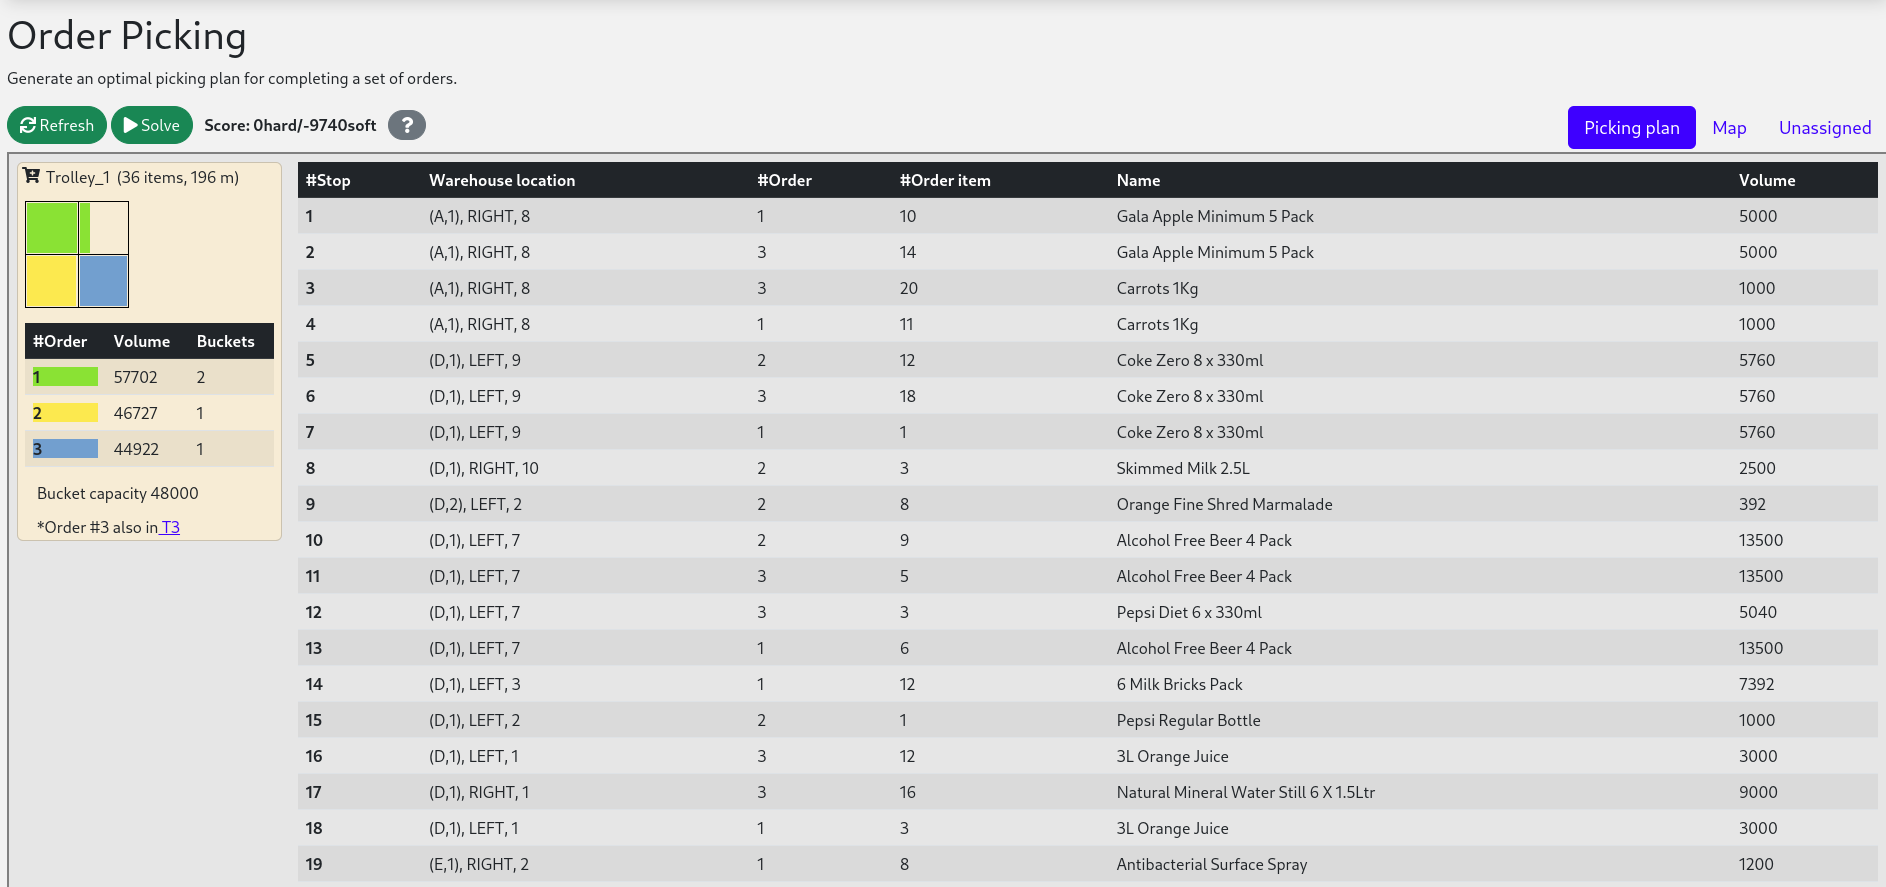 Order Picking
Generate an optimal picking plan for completing a set of orders.
Refresh Solve Score: 0hard/-9740soft ? Picking plan Map Unassigned
Trolley_1 (36 items, 196 m)
#Order Volume Buckets
1 57702 2
2 46727 1
3 44922 1
Bucket capacity 48000
*Order #3 also in T3
#Stop Warehouse location #Order #Order item Name Volume
1 (A,1), RIGHT, 8 1 10 Gala Apple Minimum 5 Pack 5000
2 (A,1), RIGHT, 8 3 14 Gala Apple Minimum 5 Pack 5000
3 (A,1), RIGHT, 8 3 20 Carrots 1Kg 1000
4 (A,1), RIGHT, 8 1 11 Carrots 1Kg 1000
5 (D,1), LEFT, 9 2 12 Coke Zero 8 x 330ml 5760
6 (D,1), LEFT, 9 3 18 Coke Zero 8 x 330ml 5760
7 (D,1), LEFT, 9 1 1 Coke Zero 8 x 330ml 5760
8 (D,1), RIGHT, 10 2 3 Skimmed Milk 2.5L 2500
9 (D,2), LEFT, 2 2 8 Orange Fine Shred Marmalade 392
10 (D,1), LEFT, 7 2 9 Alcohol Free Beer 4 Pack 13500
11 (D,1), LEFT, 7 3 5 Alcohol Free Beer 4 Pack 13500
12 (D,1), LEFT, 7 3 3 Pepsi Diet 6 x 330ml 5040
13 (D,1), LEFT, 7 1 6 Alcohol Free Beer 4 Pack 13500
14 (D,1), LEFT, 3 1 12 6 Milk Bricks Pack 7392
15 (D,1), LEFT, 2 2 1 Pepsi Regular Bottle 1000
16 (D,1), LEFT, 1 3 12 3L Orange Juice 3000
17 (D,1), RIGHT, 1 3 16 Natural Mineral Water Still 6 X 1.5Ltr 9000
18 (D,1), LEFT, 1 1 3 3L Orange Juice 3000
19 (E,1), RIGHT, 2 1 8 Antibacterial Surface Spray 1200